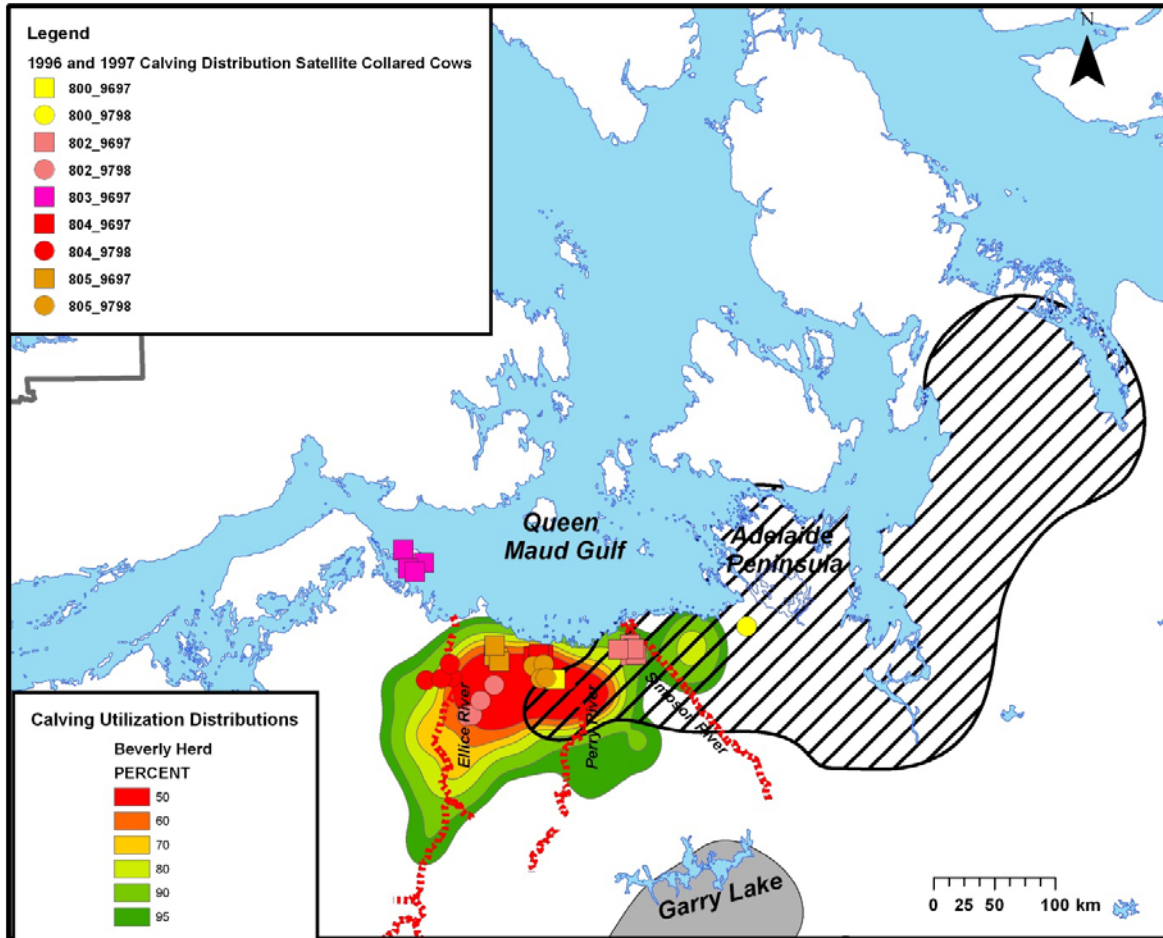 Legend
1996 and 1997 Calving Distribution Satellite Collared Cows
800_9697
800_9798
802_9697
802_9798
803_9697
804_9697
804_9798
805_9697
805_9798
N
Queen
Maud Gulf
Adelaide
Peninsula
Ellice River
Perry River
Simpson River
Garry Lake
Calving Utilization Distributions
Beverly Herd
PERCENT
50
60
70
80
90
95
0 25 50 100 km